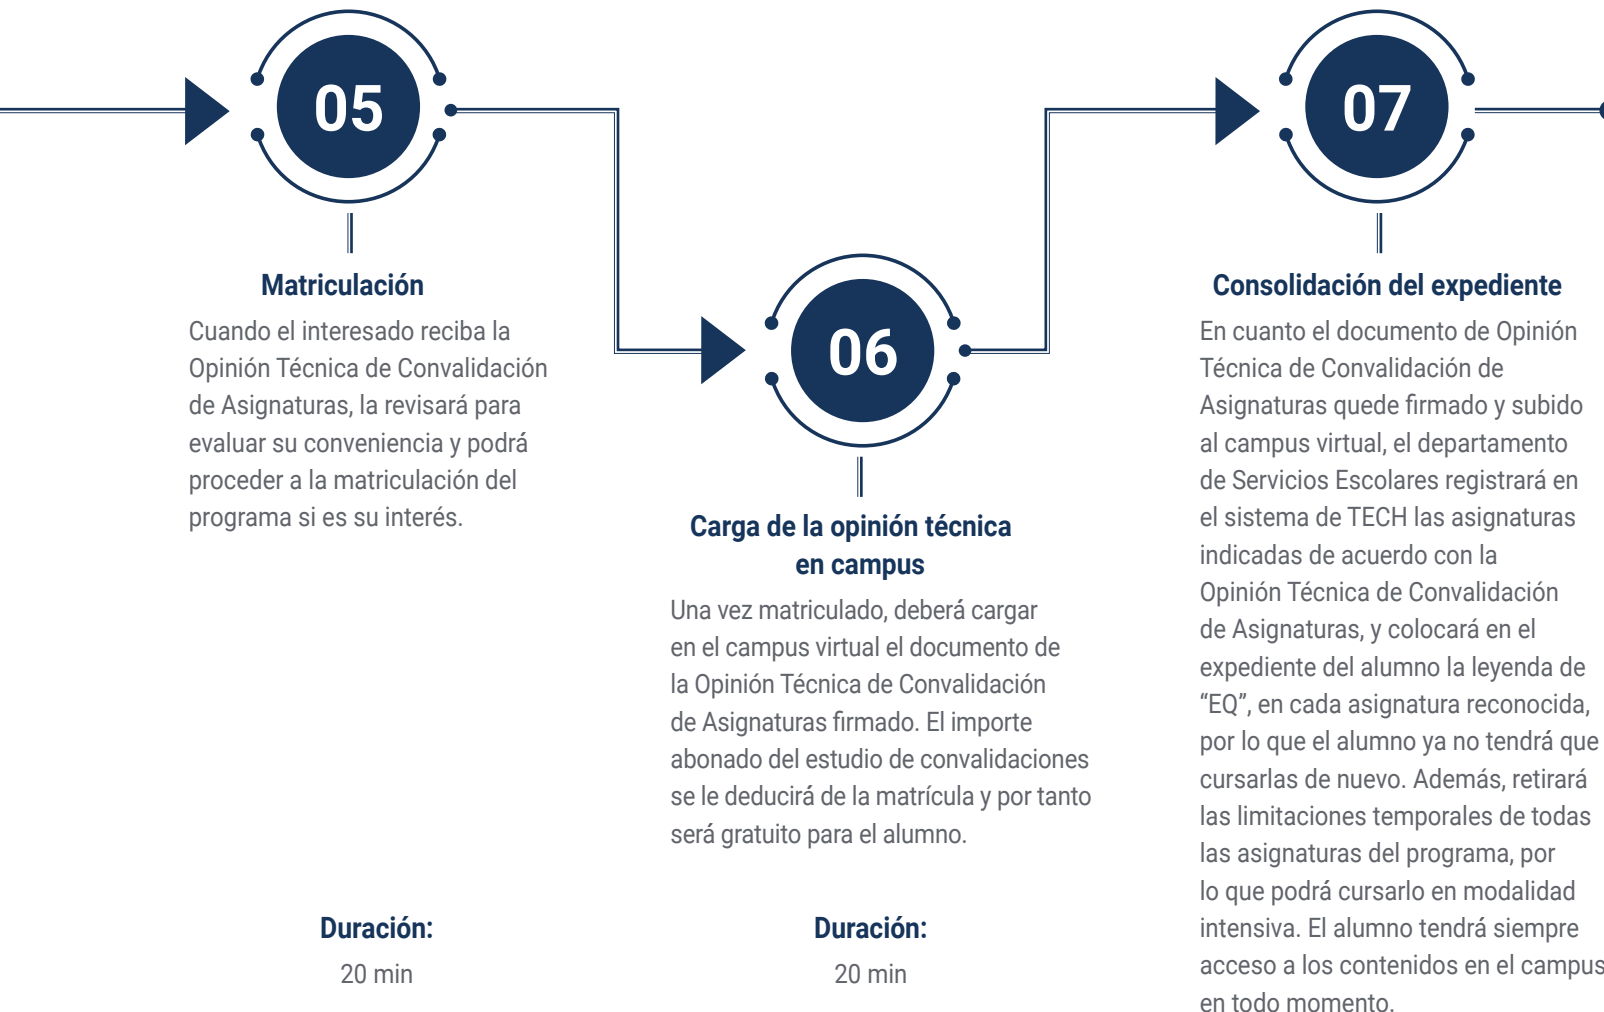 05
Matriculación
Cuando el interesado reciba la
Opinión Técnica de Convalidación
de Asignaturas, la revisará para
evaluar su conveniencia y podrá
proceder a la matriculación del
programa si es su interés.
Duración:
20 min
06
Carga de la opinión técnica
en campus
Una vez matriculado, deberá cargar
en el campus virtual el documento de
la Opinión Técnica de Convalidación
de Asignaturas firmado. El importe
abonado del estudio de convalidaciones
se le deducirá de la matrícula y por tanto
será gratuito para el alumno.
Duración:
20 min
07
Consolidación del expediente
En cuanto el documento de Opinión
Técnica de Convalidación de
Asignaturas quede firmado y subido
al campus virtual, el departamento
de Servicios Escolares registrará en
el sistema de TECH las asignaturas
indicadas de acuerdo con la
Opinión Técnica de Convalidación
de Asignaturas, y colocará en el
expediente del alumno la leyenda de
“EQ”, en cada asignatura reconocida,
por lo que el alumno ya no tendrá que
cursarlas de nuevo. Además, retirará
las limitaciones temporales de todas
las asignaturas del programa, por
lo que podrá cursarlo en modalidad
intensiva. El alumno tendrá siempre
acceso a los contenidos en el campus
en todo momento.